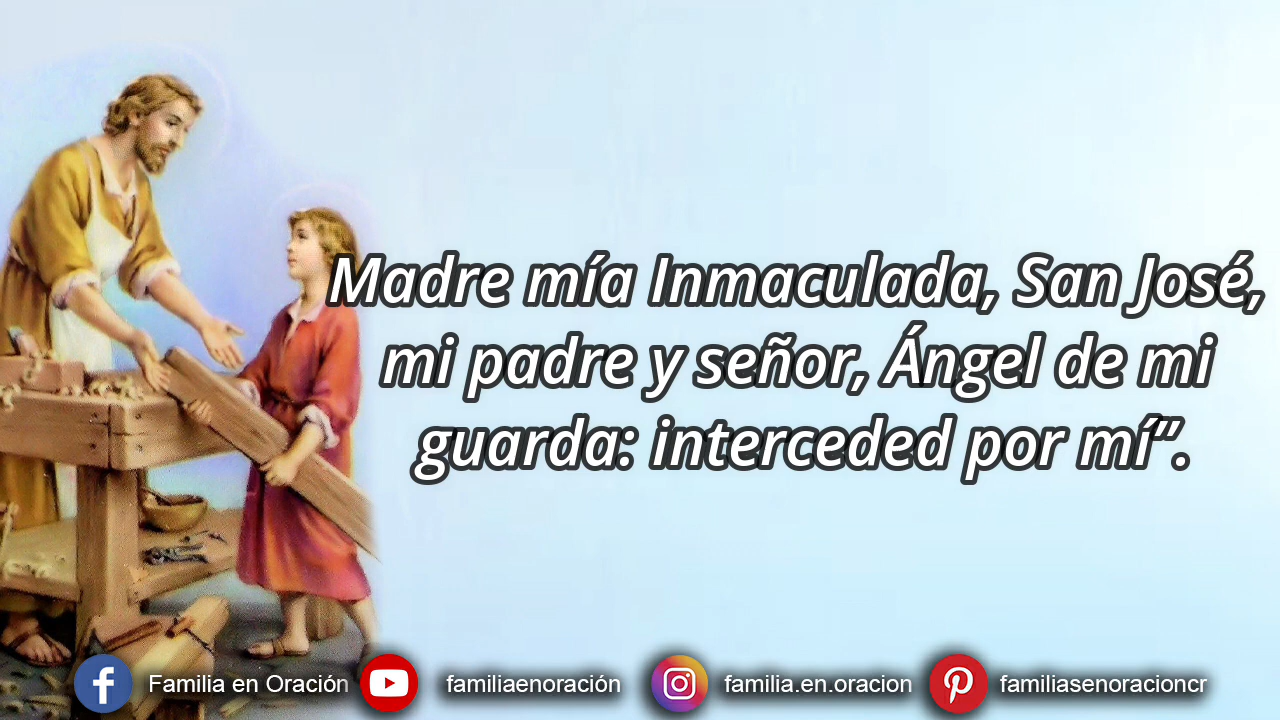 Madre mía Inmaculada, San José,
mi padre y señor, Ángel de mi
guarda: interceded por mí”.
Familia en Oración
familiaenoración
familia.en.oracion
familiasenoracioncr